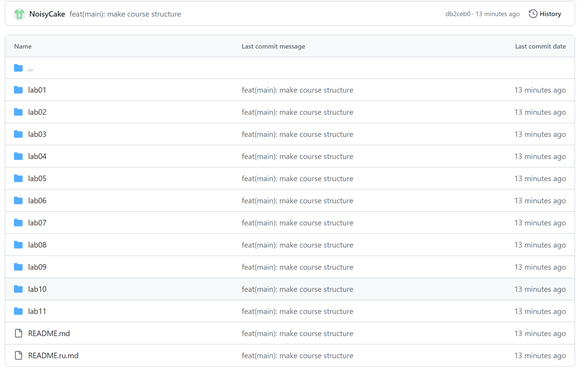 NoisyCake feat(main): make course structure db2ceb0 · 13 minutes ago History
Name Last commit message Last commit date
..
lab01 feat(main): make course structure 13 minutes ago
lab02 feat(main): make course structure 13 minutes ago
lab03 feat(main): make course structure 13 minutes ago
lab04 feat(main): make course structure 13 minutes ago
lab05 feat(main): make course structure 13 minutes ago
lab06 feat(main): make course structure 13 minutes ago
lab07 feat(main): make course structure 13 minutes ago
lab08 feat(main): make course structure 13 minutes ago
lab09 feat(main): make course structure 13 minutes ago
lab10 feat(main): make course structure 13 minutes ago
lab11 feat(main): make course structure 13 minutes ago
README.md feat(main): make course structure 13 minutes ago
README.ru.md feat(main): make course structure 13 minutes ago